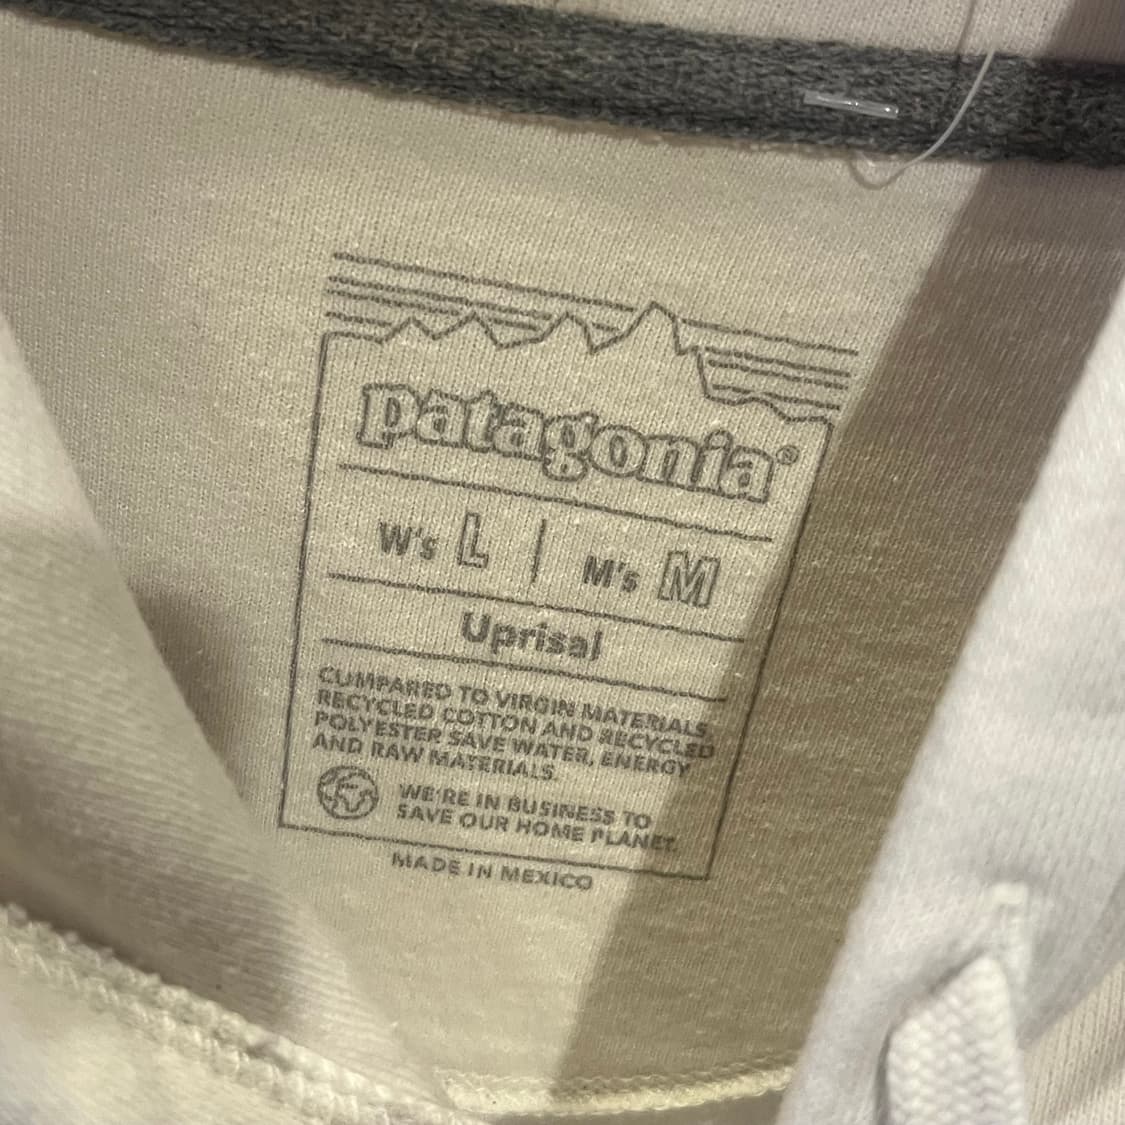 patagonia®
W's L | M's M
Uprisal
COMPARED TO VIRGIN MATERIALS,
RECYCLED COTTON AND RECYCLED
POLYESTER SAVE WATER, ENERGY
AND RAW MATERIALS.
WE'RE IN BUSINESS TO
SAVE OUR HOME PLANET.
MADE IN MEXICO